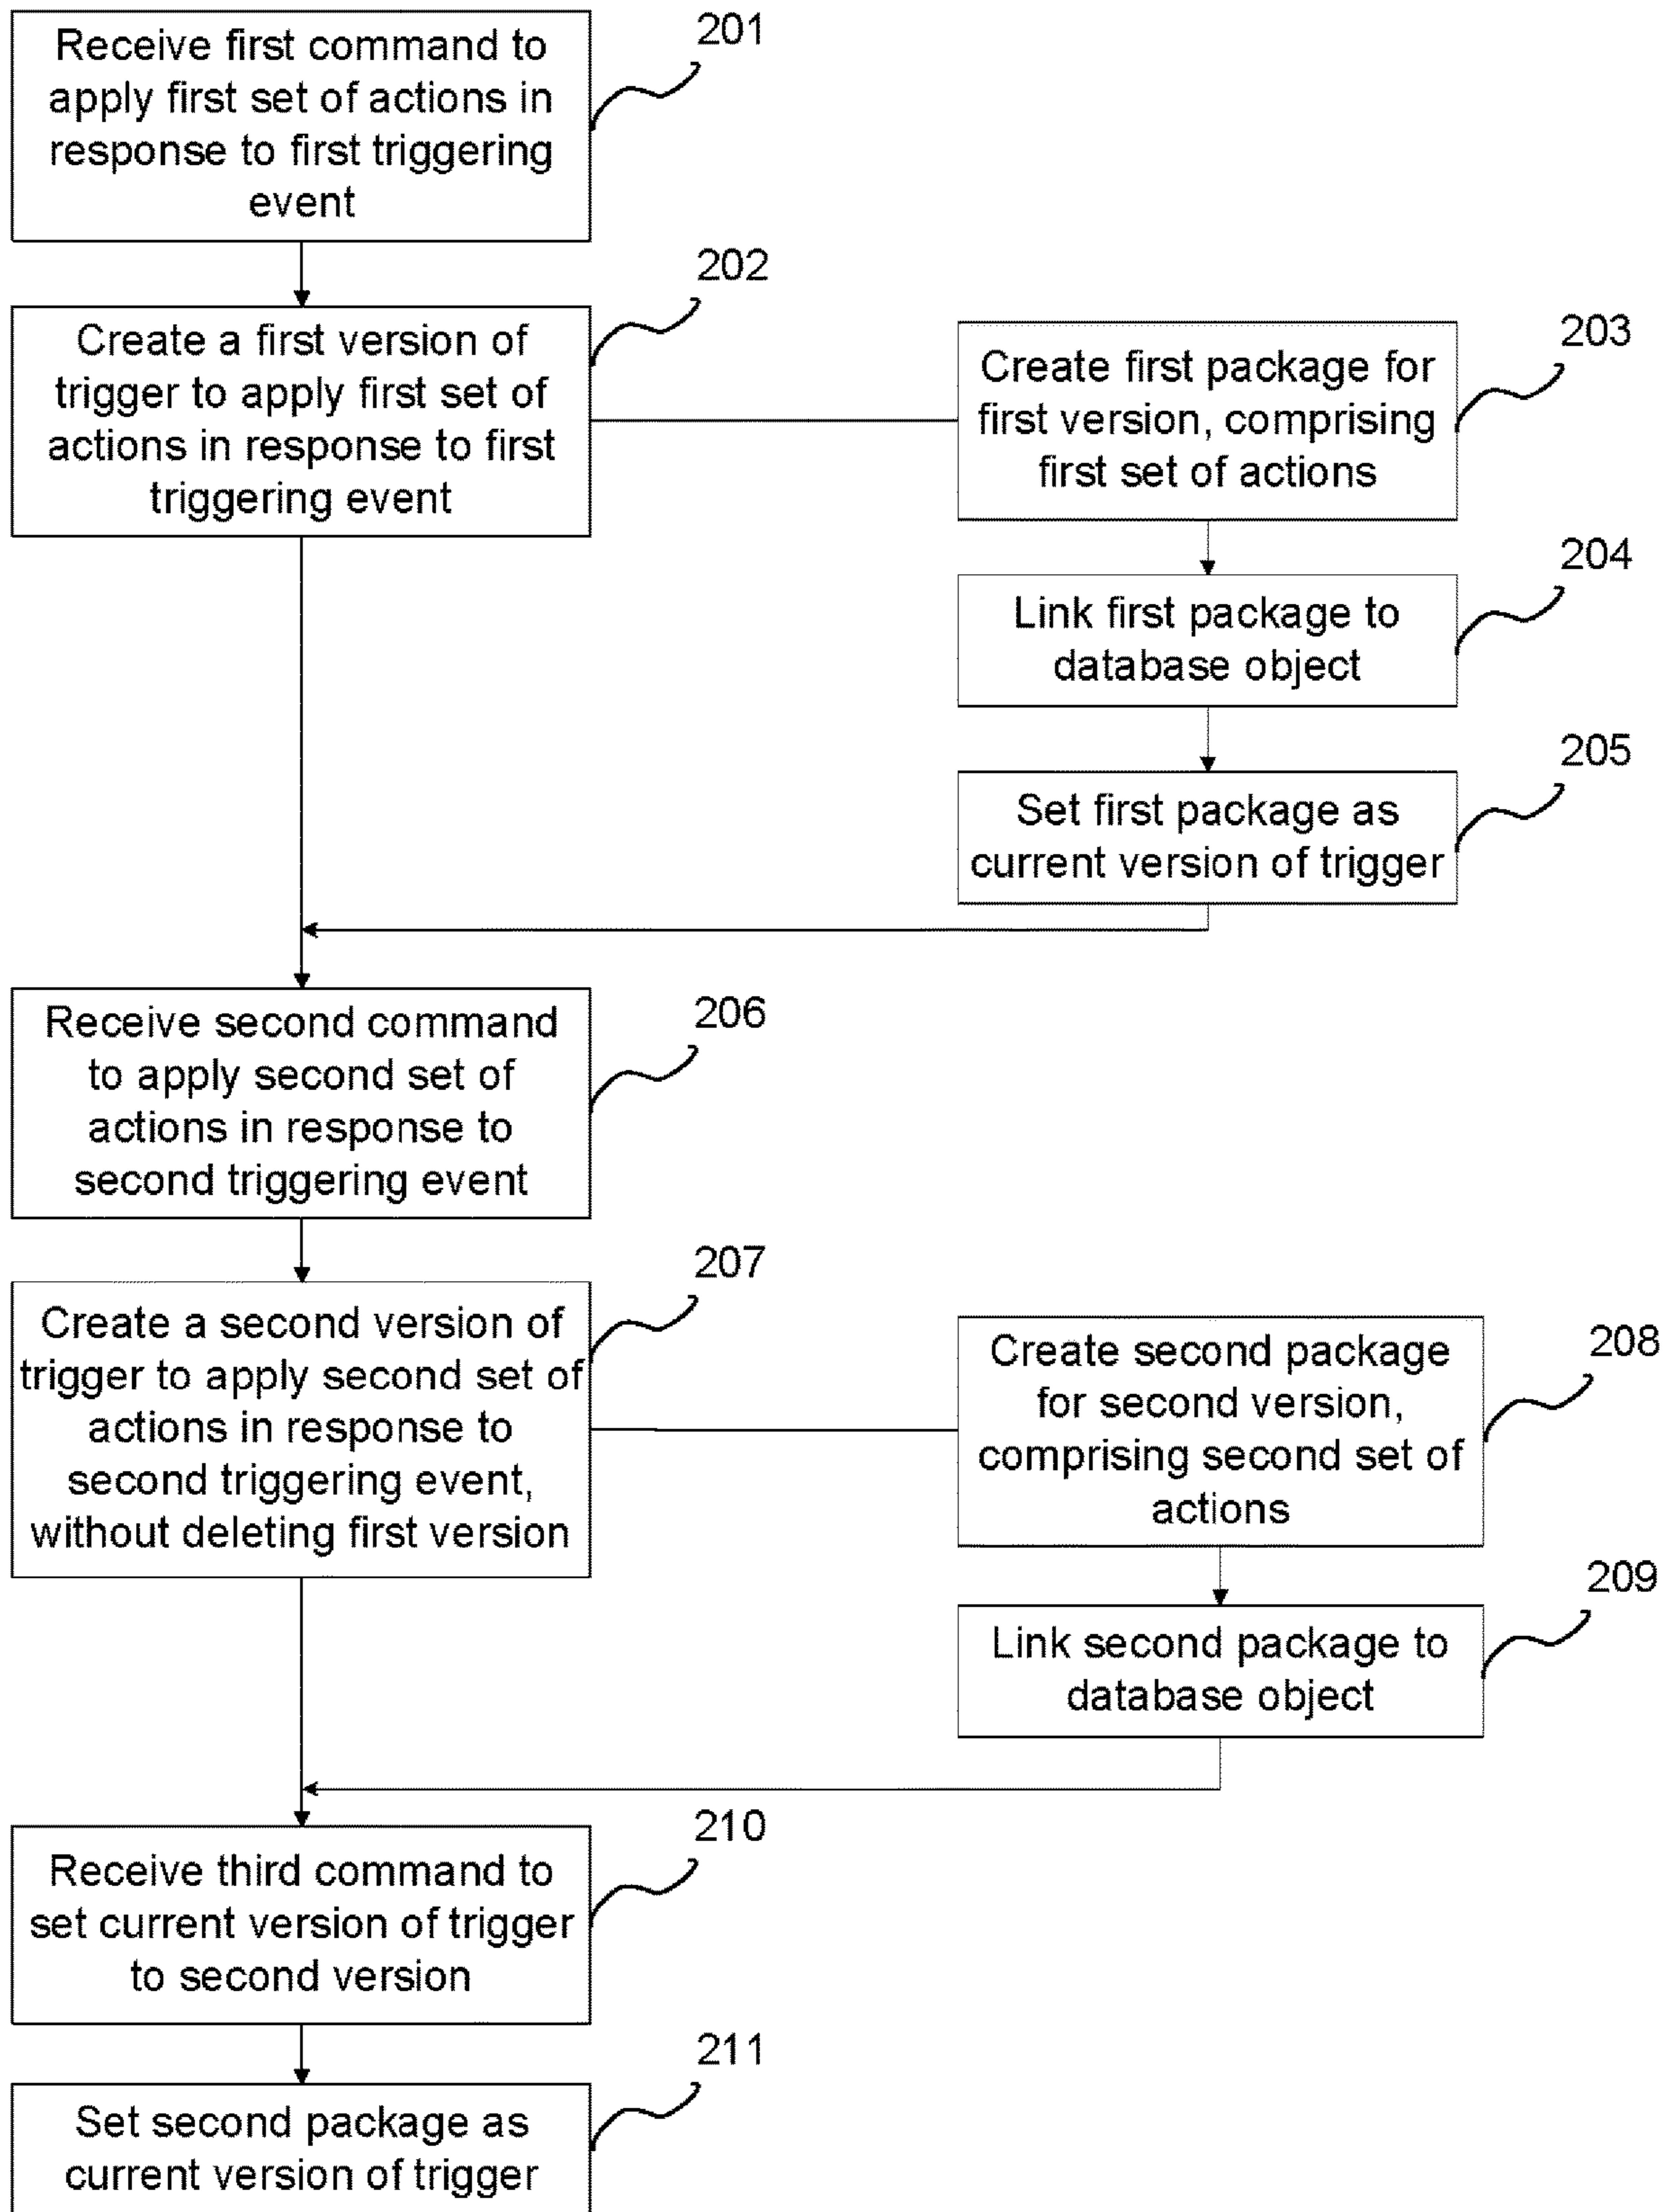 Receive first command to
apply first set of actions in
response to first triggering
event
201
Create a first version of
trigger to apply first set of
actions in response to first
triggering event
202
Create first package for
first version, comprising
first set of actions
203
Link first package to
database object
204
Set first package as
current version of trigger
205
Receive second command
to apply second set of
actions in response to
second triggering event
206
Create a second version of
trigger to apply second set of
actions in response to
second triggering event,
without deleting first version
207
Create second package
for second version,
comprising second set of
actions
208
Link second package to
database object
209
Receive third command to
set current version of trigger
to second version
210
Set second package as
current version of trigger
211